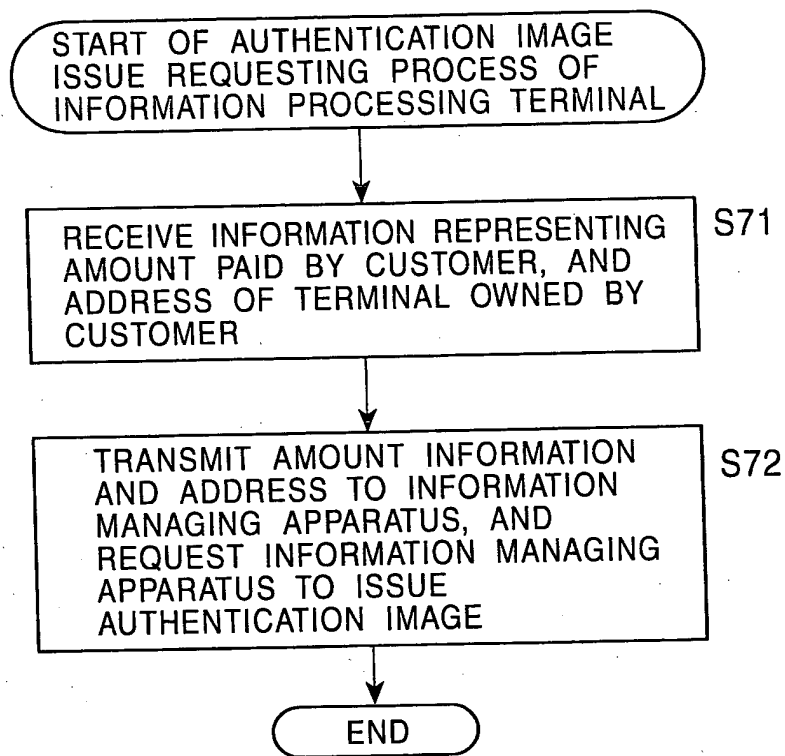 START OF AUTHENTICATION IMAGE
ISSUE REQUESTING PROCESS OF
INFORMATION PROCESSING TERMINAL
RECEIVE INFORMATION REPRESENTING
AMOUNT PAID BY CUSTOMER, AND
ADDRESS OF TERMINAL OWNED BY
CUSTOMER
S71
TRANSMIT AMOUNT INFORMATION
AND ADDRESS TO INFORMATION
MANAGING APPARATUS, AND
REQUEST INFORMATION MANAGING
APPARATUS TO ISSUE
AUTHENTICATION IMAGE
S72
END